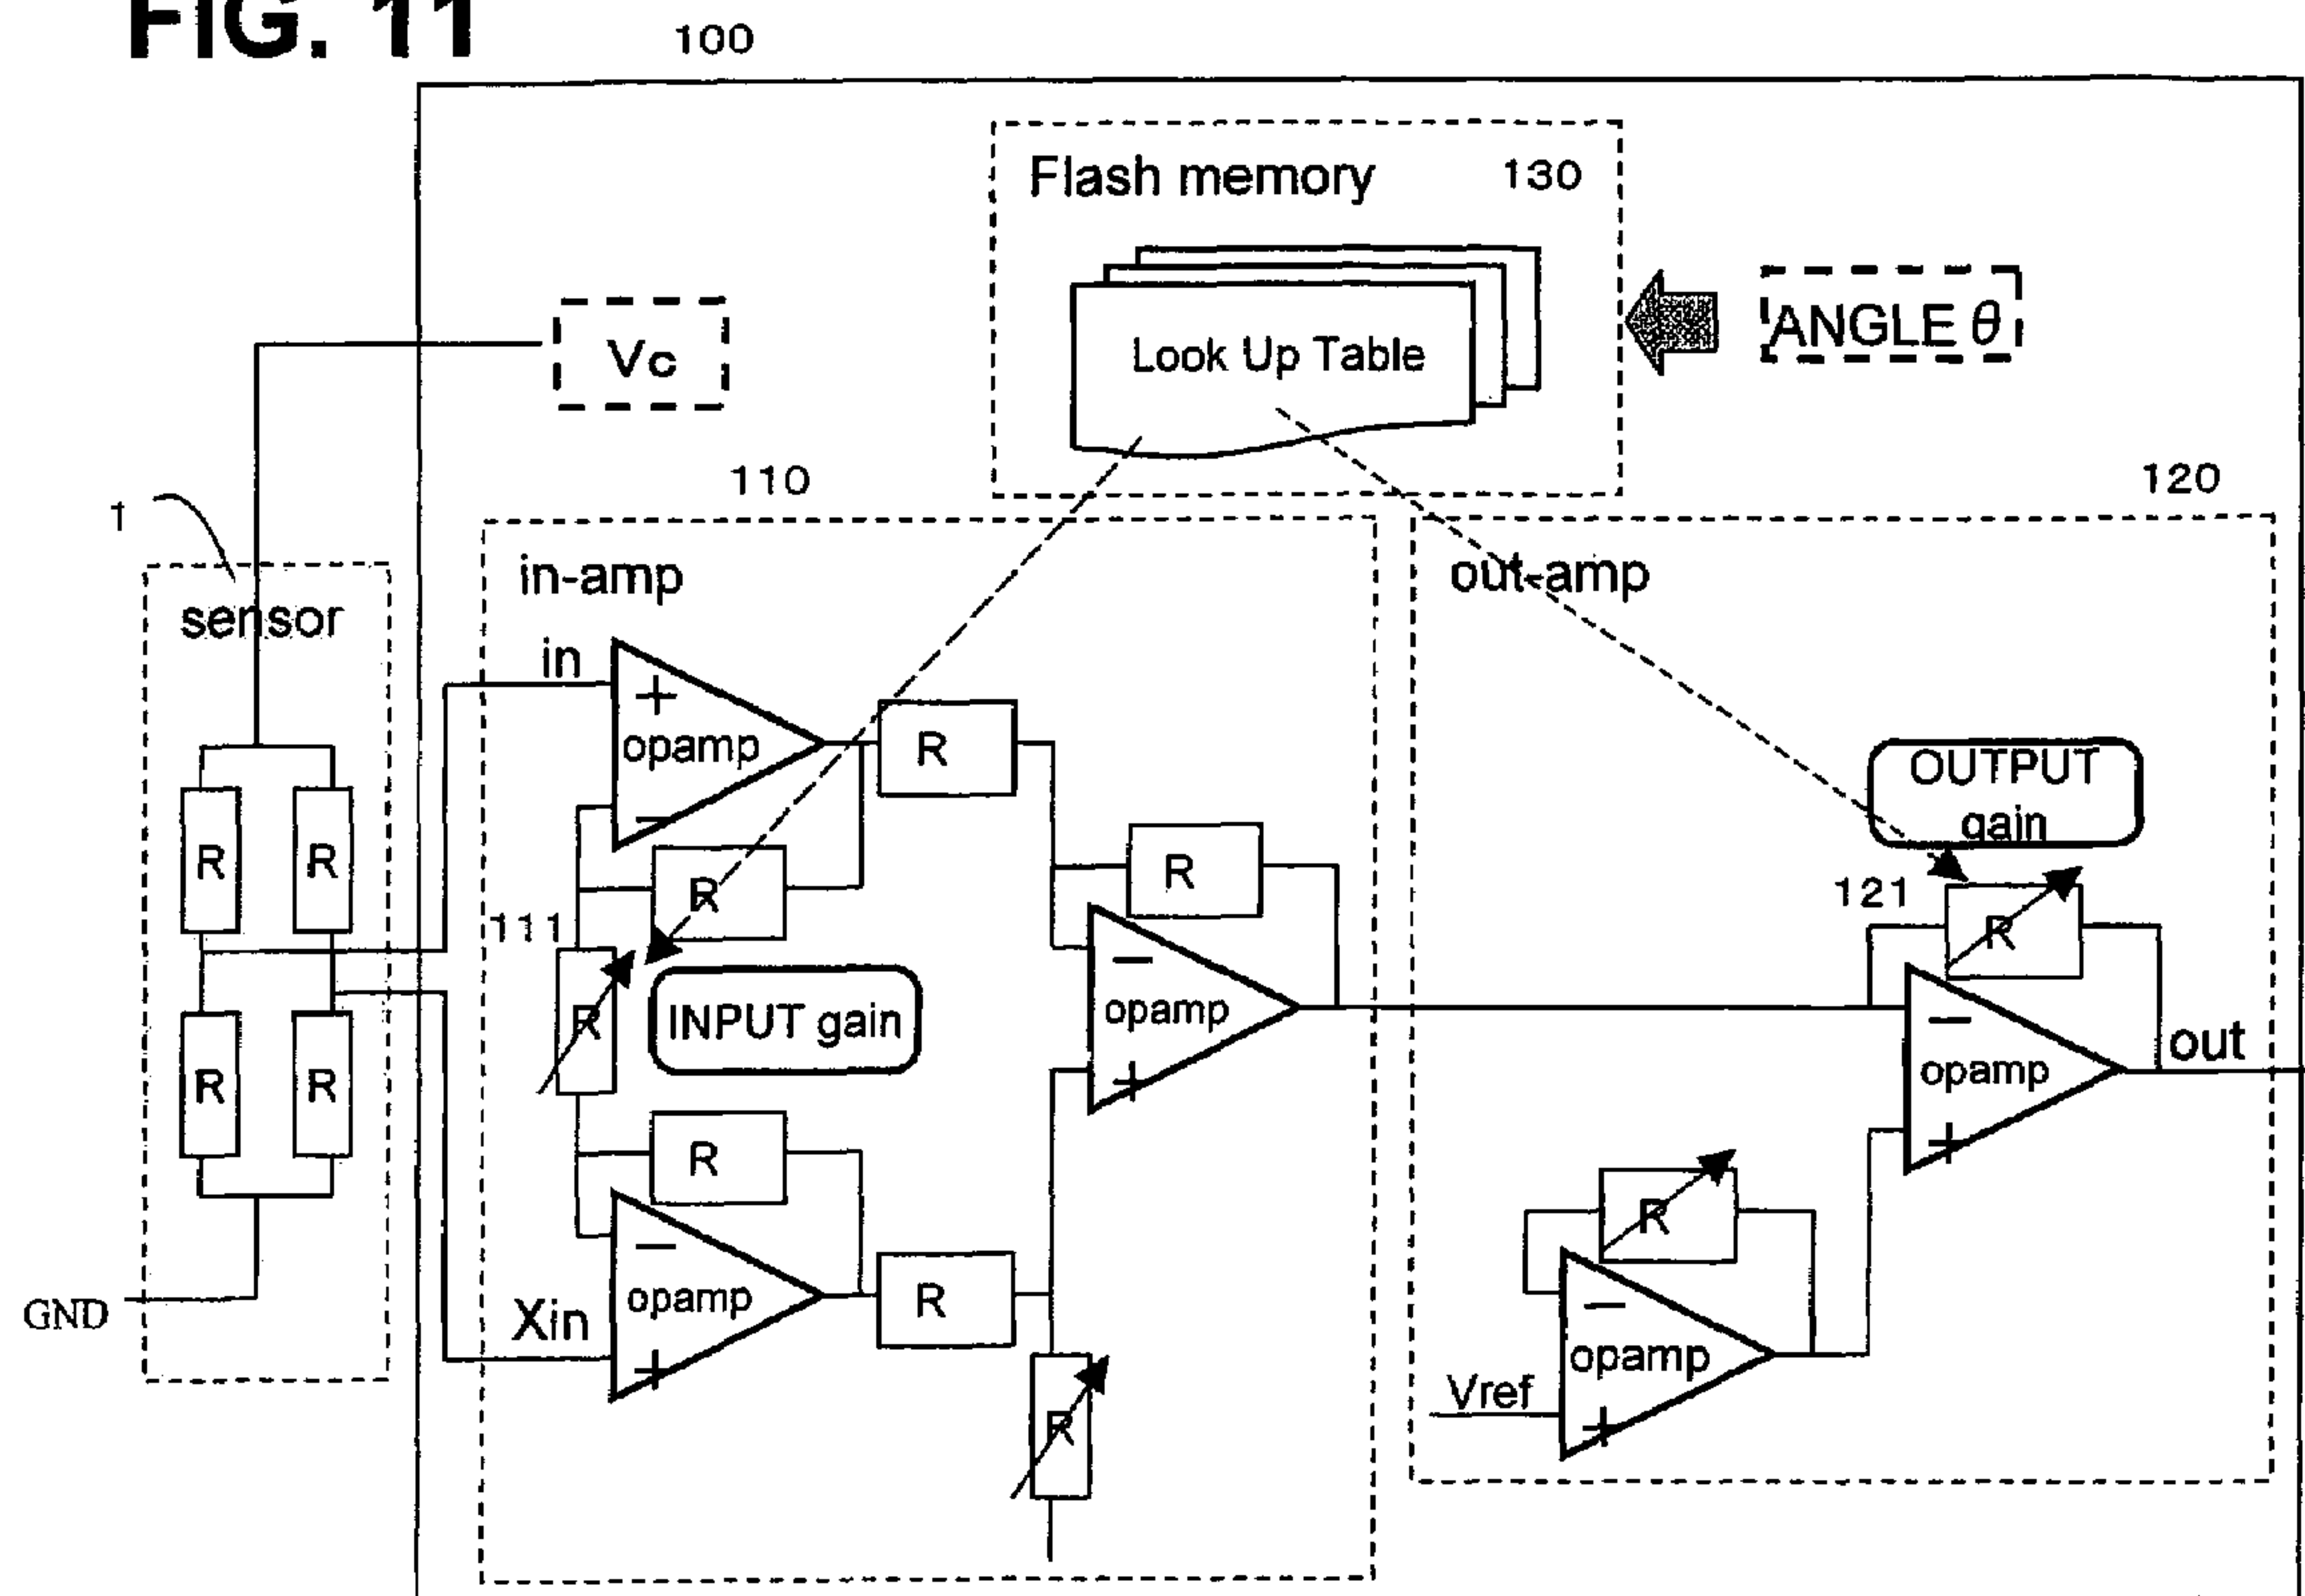 FIG. 11
100
Flash memory
130
Look Up Table
ANGLE θ
Vc
110
120
1
sensor
in-amp
out-amp
in
+
opamp
−
R
R
OUTPUT
gain
R
R
R
121
R
111
R
−
opamp
+
−
opamp
+
out
R
INPUT gain
R
R
R
−
opamp
+
Xin
R
R
−
opamp
+
Vref
GND
R